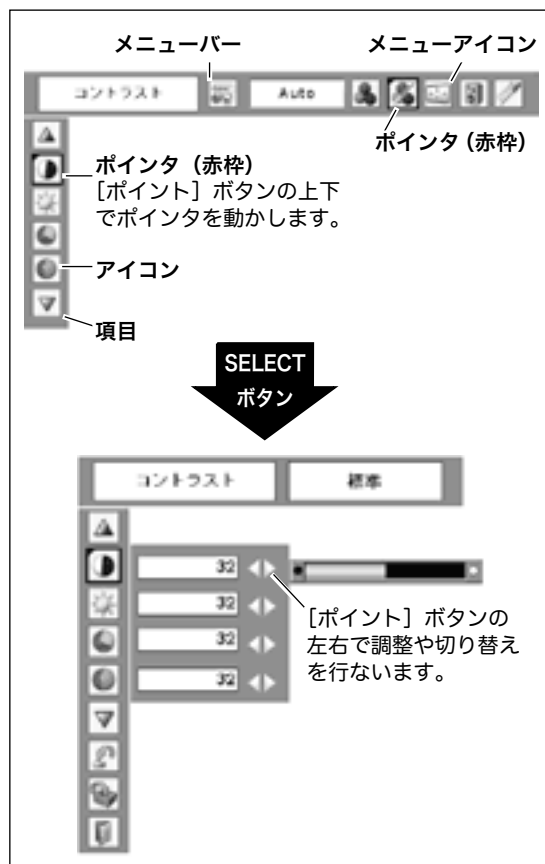 メニューバー
メニューアイコン
コントラスト
Auto
ポインタ（赤枠）
ポインタ（赤枠）
［ポイント］ボタンの上下
でポインタを動かします。
アイコン
項目
SELECT
ボタン
コントラスト
標準
32
32
32
32
［ポイント］ボタンの
左右で調整や切り替え
を行ないます。